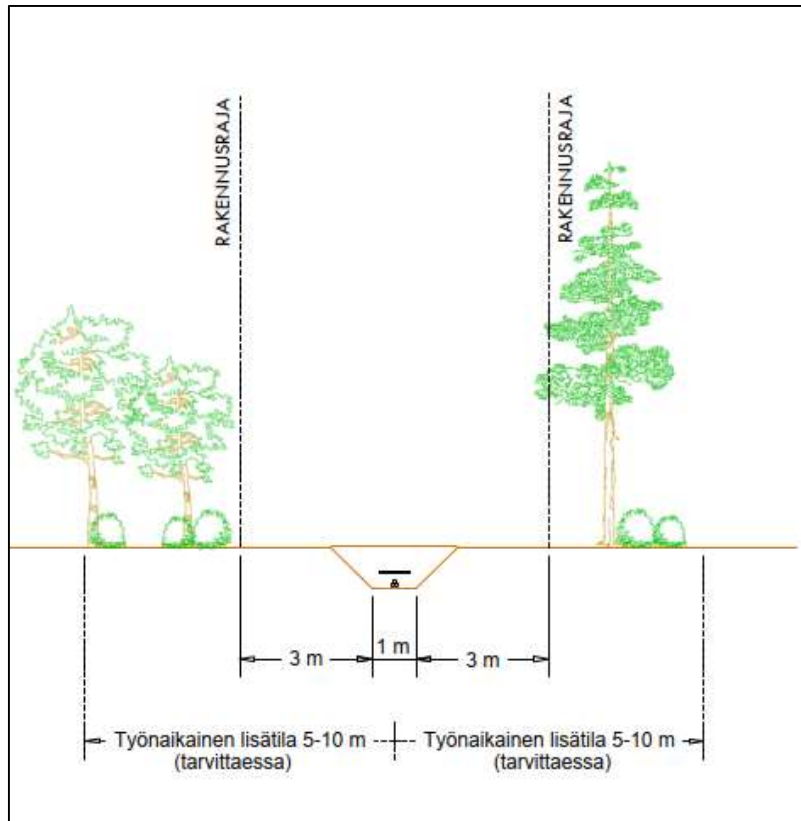 RAKENNUSRAJA
RAKENNUSRAJA
3 m
1 m
3 m
Työnaikainen lisätila 5-10 m
(tarvittaessa)
Työnaikainen lisätila 5-10 m
(tarvittaessa)